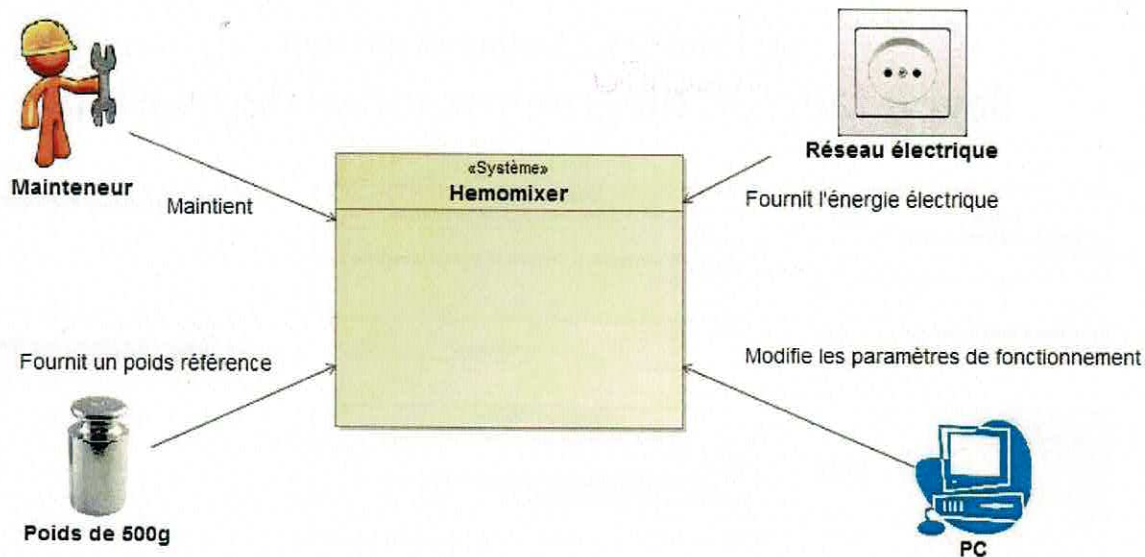 «Système»
Hemomixer
Mainteneur
Maintient
Réseau électrique
Fournit l'énergie électrique
Fournit un poids référence
Poids de 500g
Modifie les paramètres de fonctionnement
PC